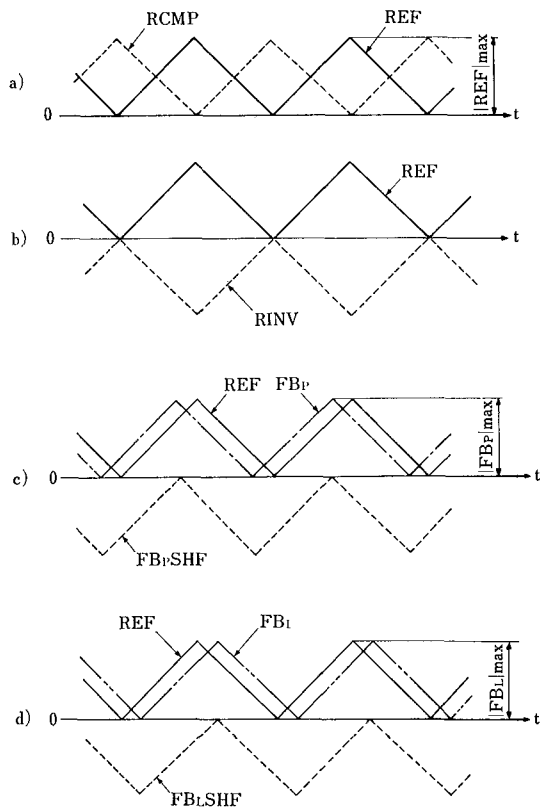 RCMP
REF
a)
|REF|max
0
t
REF
b)
0
t
RINV
REF
FBP
|FBP|max
c)
0
t
FBPSHF
REF
FBL
|FBL|max
d)
0
t
FBLSHF